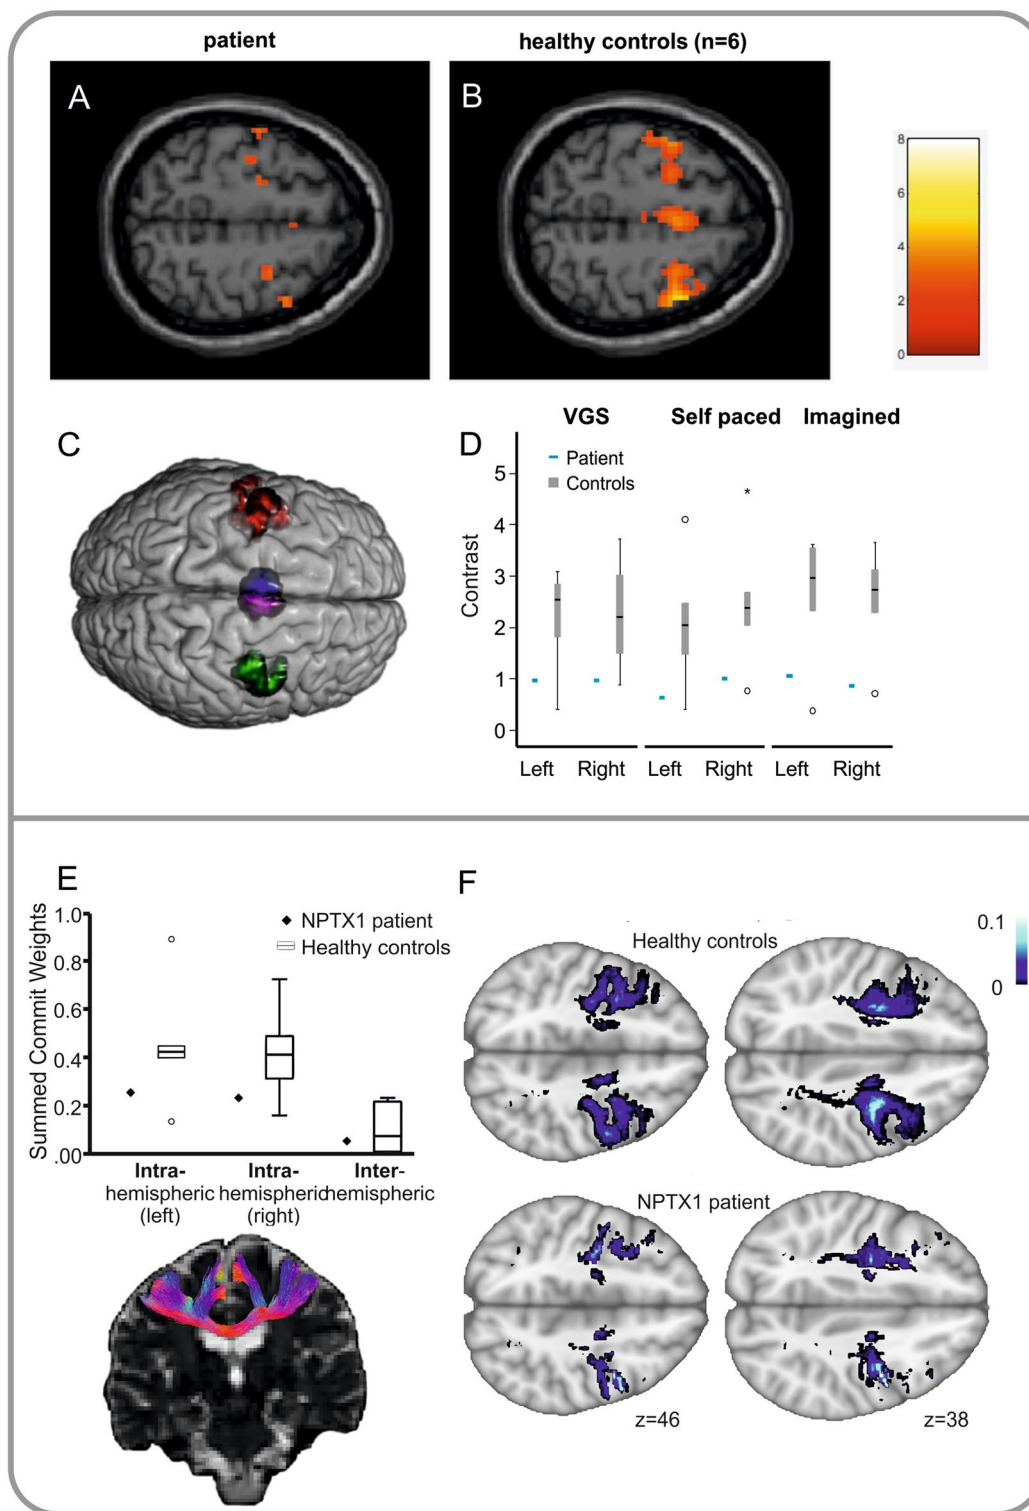 patient
healthy controls (n=6)
A
B
8
6
4
2
0
C
D
VGS
Self paced
Imagined
Patient
Controls
*
Contrast
5
4
3
2
1
0
Left
Right
Left
Right
Left
Right
E
F
NPTX1 patient
Healthy controls
Summed Commit Weights
1.0
0.8
0.6
0.4
0.2
.00
Intra-
hemispheric
(left)
Intra-
hemispheric
(right)
Inter-
hemispheric
Healthy controls
0.1
0
NPTX1 patient
z=46
z=38